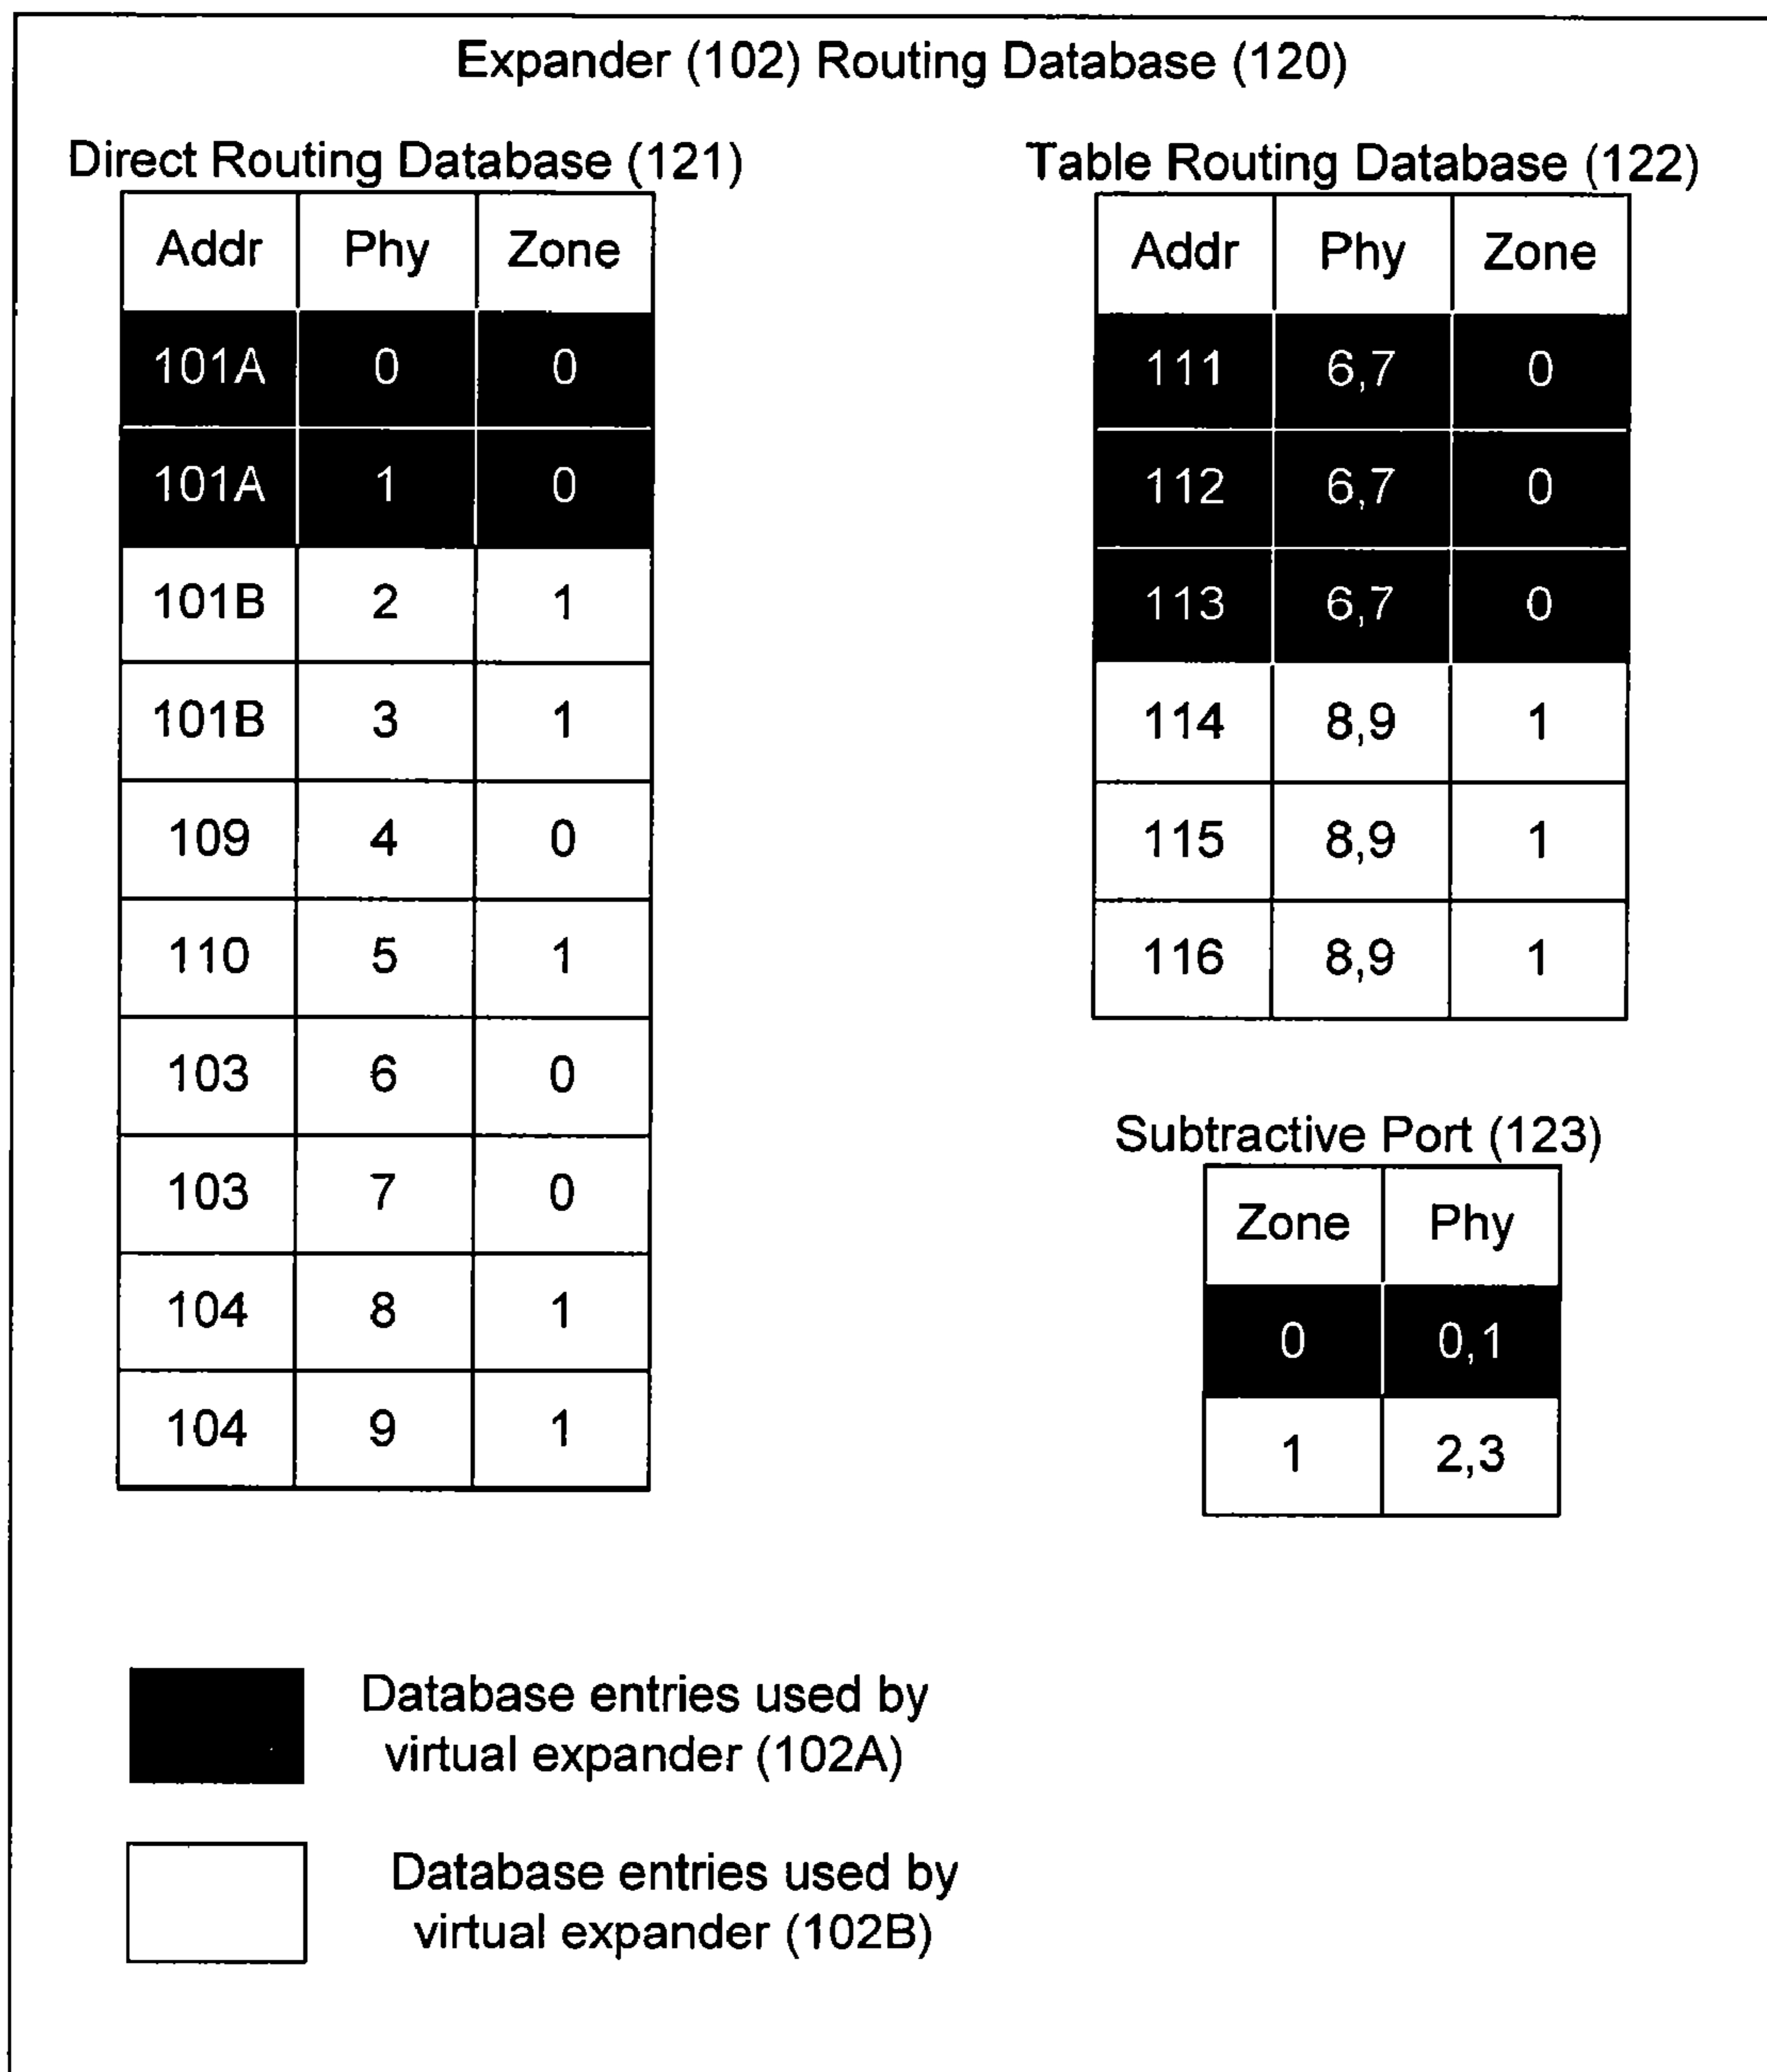 Expander (102) Routing Database (120)
Direct Routing Database (121)
Addr Phy Zone
101A 0 0
101A 1 0
101B 2 1
101B 3 1
109 4 0
110 5 1
103 6 0
103 7 0
104 8 1
104 9 1
Table Routing Database (122)
Addr Phy Zone
111 6,7 0
112 6,7 0
113 6,7 0
114 8,9 1
115 8,9 1
116 8,9 1
Subtractive Port (123)
Zone Phy
0 0,1
1 2,3
Database entries used by
virtual expander (102A)
Database entries used by
virtual expander (102B)